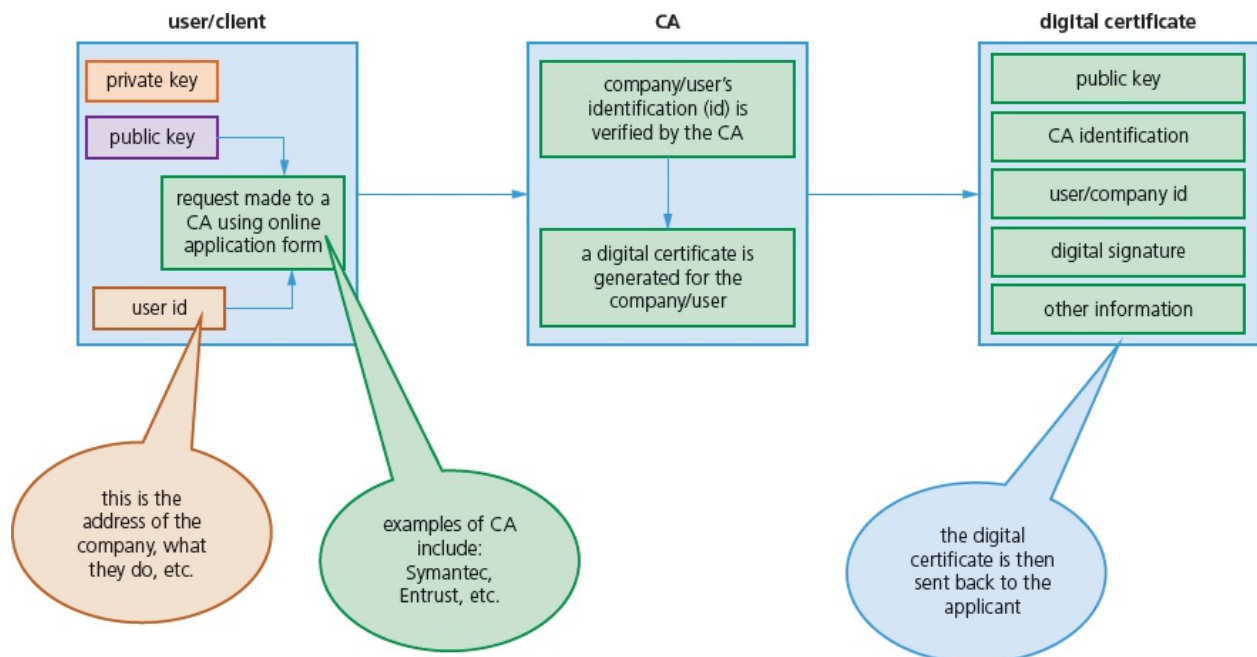 user/client
private key
public key
request made to a
CA using online
application form
user id
this is the
address of the
company, what
they do, etc.
examples of CA
include:
Symantec,
Entrust, etc.
CA
company/user's
identification (id) is
verified by the CA
a digital certificate is
generated for the
company/user
digital certificate
public key
CA identification
user/company id
digital signature
other information
the digital
certificate is then
sent back to the
applicant